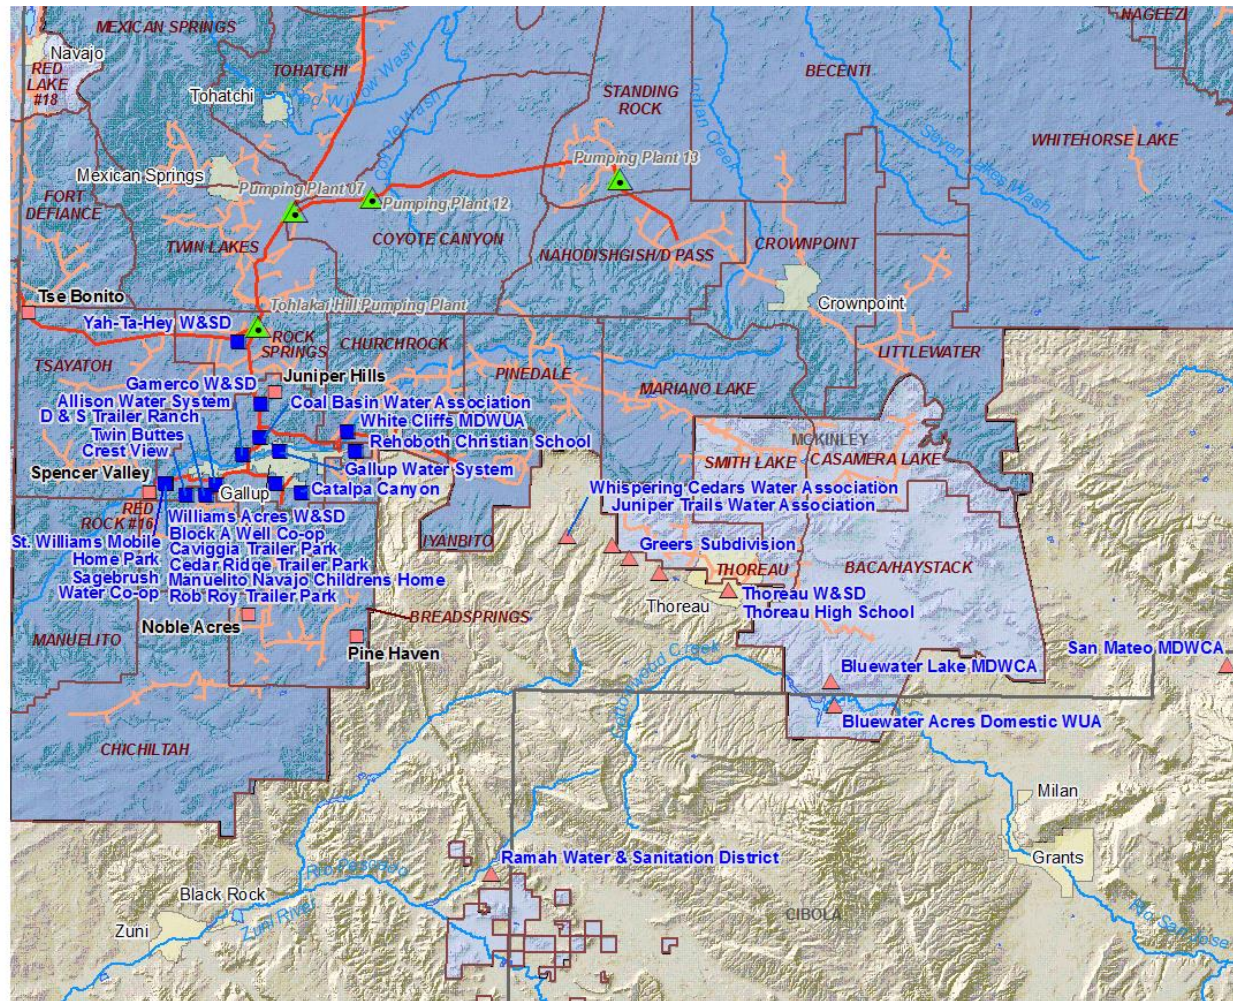 NAGEEZI
MEXICAN SPRINGS
Navajo
RED
LAKE
#18
TOHATCHI
BECENTI
STANDING
ROCK
Tohatchi
Red Willow Wash
Coyote Wash
Indian Creek
Seven Lakes Wash
WHITEHORSE LAKE
Pumping Plant 13
Mexican Springs
Pumping Plant 07
Pumping Plant 12
FORT
DEFIANCE
TWIN LAKES
COYOTE CANYON
NAHODISHGISH/D PASS
CROWNPOINT
Tse Bonito
Tohlakai Hill Pumping Plant
Crownpoint
Yah-Ta-Hey W&SD
ROCK
SPRINGS
CHURCHROCK
LITTLEWATER
TSAYATOH
PINEDALE
Juniper Hills
MARIANO LAKE
Gamerco W&SD
Allison Water System
Coal Basin Water Association
D & S Trailer Ranch
White Cliffs MDWUA
Twin Buttes
Rehoboth Christian School
MCKINLEY
Crest View
SMITH LAKE
CASAMERA LAKE
Spencer Valley
Gallup Water System
Gallup
Catalpa Canyon
Whispering Cedars Water Association
Juniper Trails Water Association
RED
ROCK #16
Williams Acres W&SD
Block A Well Co-op
Caviggia Trailer Park
Cedar Ridge Trailer Park
Manuelito Navajo Childrens Home
Rob Roy Trailer Park
St. Williams Mobile
Home Park
Sagebrush
Water Co-op
IYANBITO
Greers Subdivision
THOREAU
BACA/HAYSTACK
Thoreau
Thoreau W&SD
Thoreau High School
Noble Acres
BREADSPRINGS
MANUELITO
Pine Haven
Cottonwood Creek
San Mateo MDWCA
Bluewater Lake MDWCA
Bluewater Acres Domestic WUA
CHICHILTAH
Milan
Grants
Ramah Water & Sanitation District
Rio Pescado
Black Rock
Zuni River
Zuni
CIBOLA
Rio San Jose